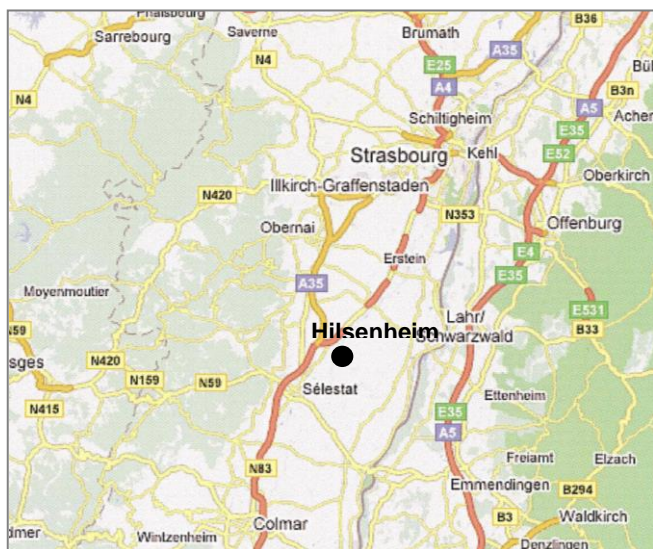 Phalsbourg
Sarrebourg
Saverne
Brumath
B36
A35
N4
E25
A4
B3n
N4
A5
Schiltigheim
E35
Strasbourg
Kehl
E52
Oberkirch
N420
Illkirch-Graffenstaden
N353
Obernai
Offenburg
E4
Erstein
E35
A35
Moyenmoutier
E531
Lahr/
Schwarzwald
B33
N59
Hilsenheim
N420
N159
N59
Sélestat
N415
E35
Ettenheim
A5
Freiamt
Elzach
N83
Emmendingen
B294
Colmar
B3
Waldkirch
Wintzenheim
Denzlingen